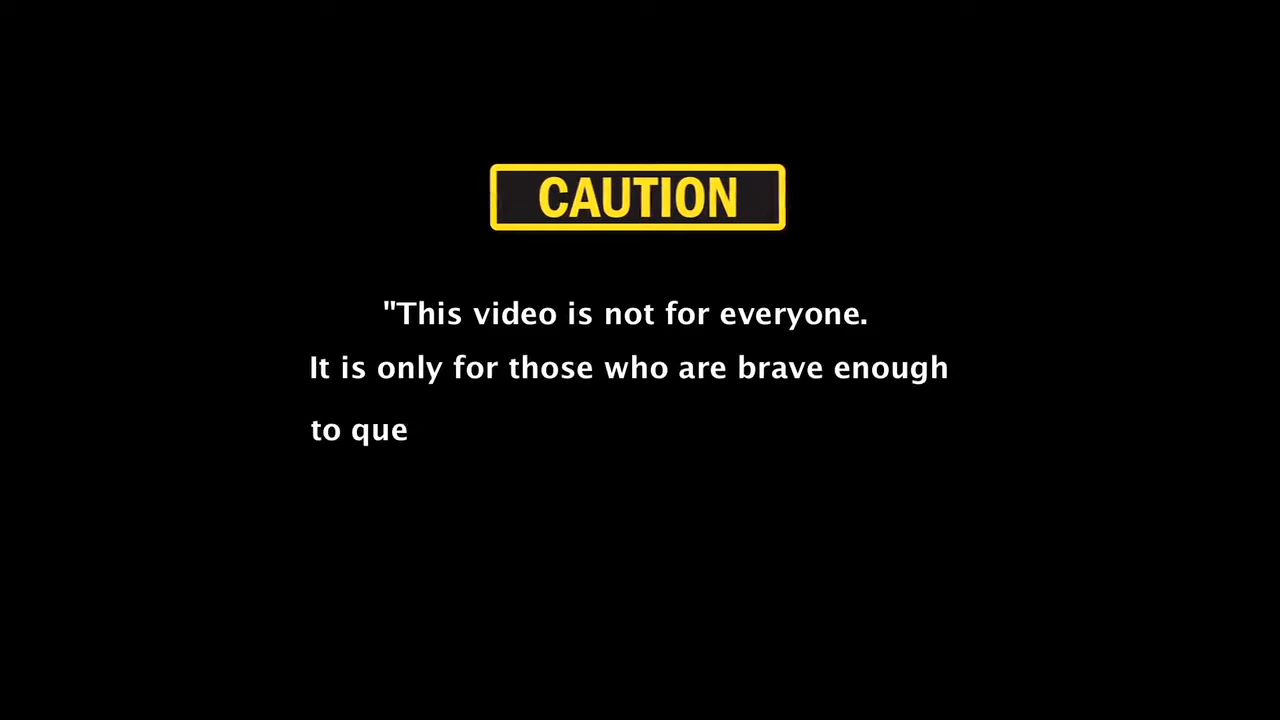 CAUTION
"This video is not for everyone.
It is only for those who are brave enough
to que